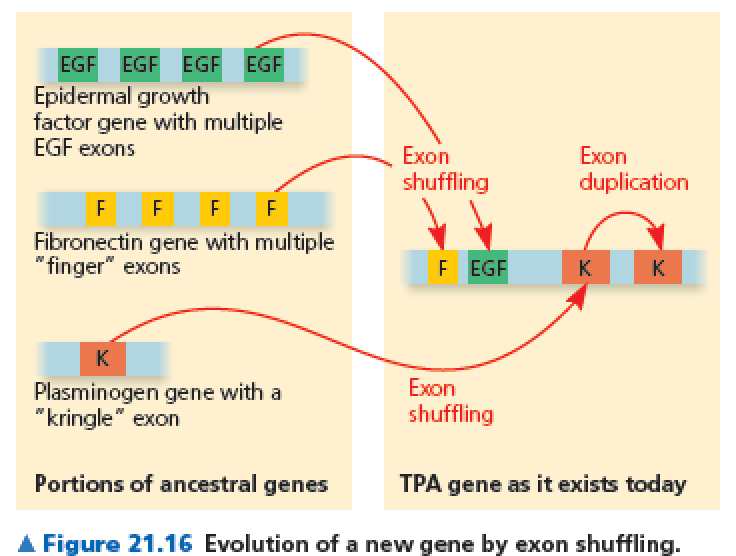 EGF EGF EGF EGF
Epidermal growth
factor gene with multiple
EGF exons
F F F F
Fibronectin gene with multiple
"finger" exons
K
Plasminogen gene with a
"kringle" exon
Portions of ancestral genes
Exon
shuffling
Exon
duplication
F EGF K K
Exon
shuffling
TPA gene as it exists today
▲ Figure 21.16 Evolution of a new gene by exon shuffling.